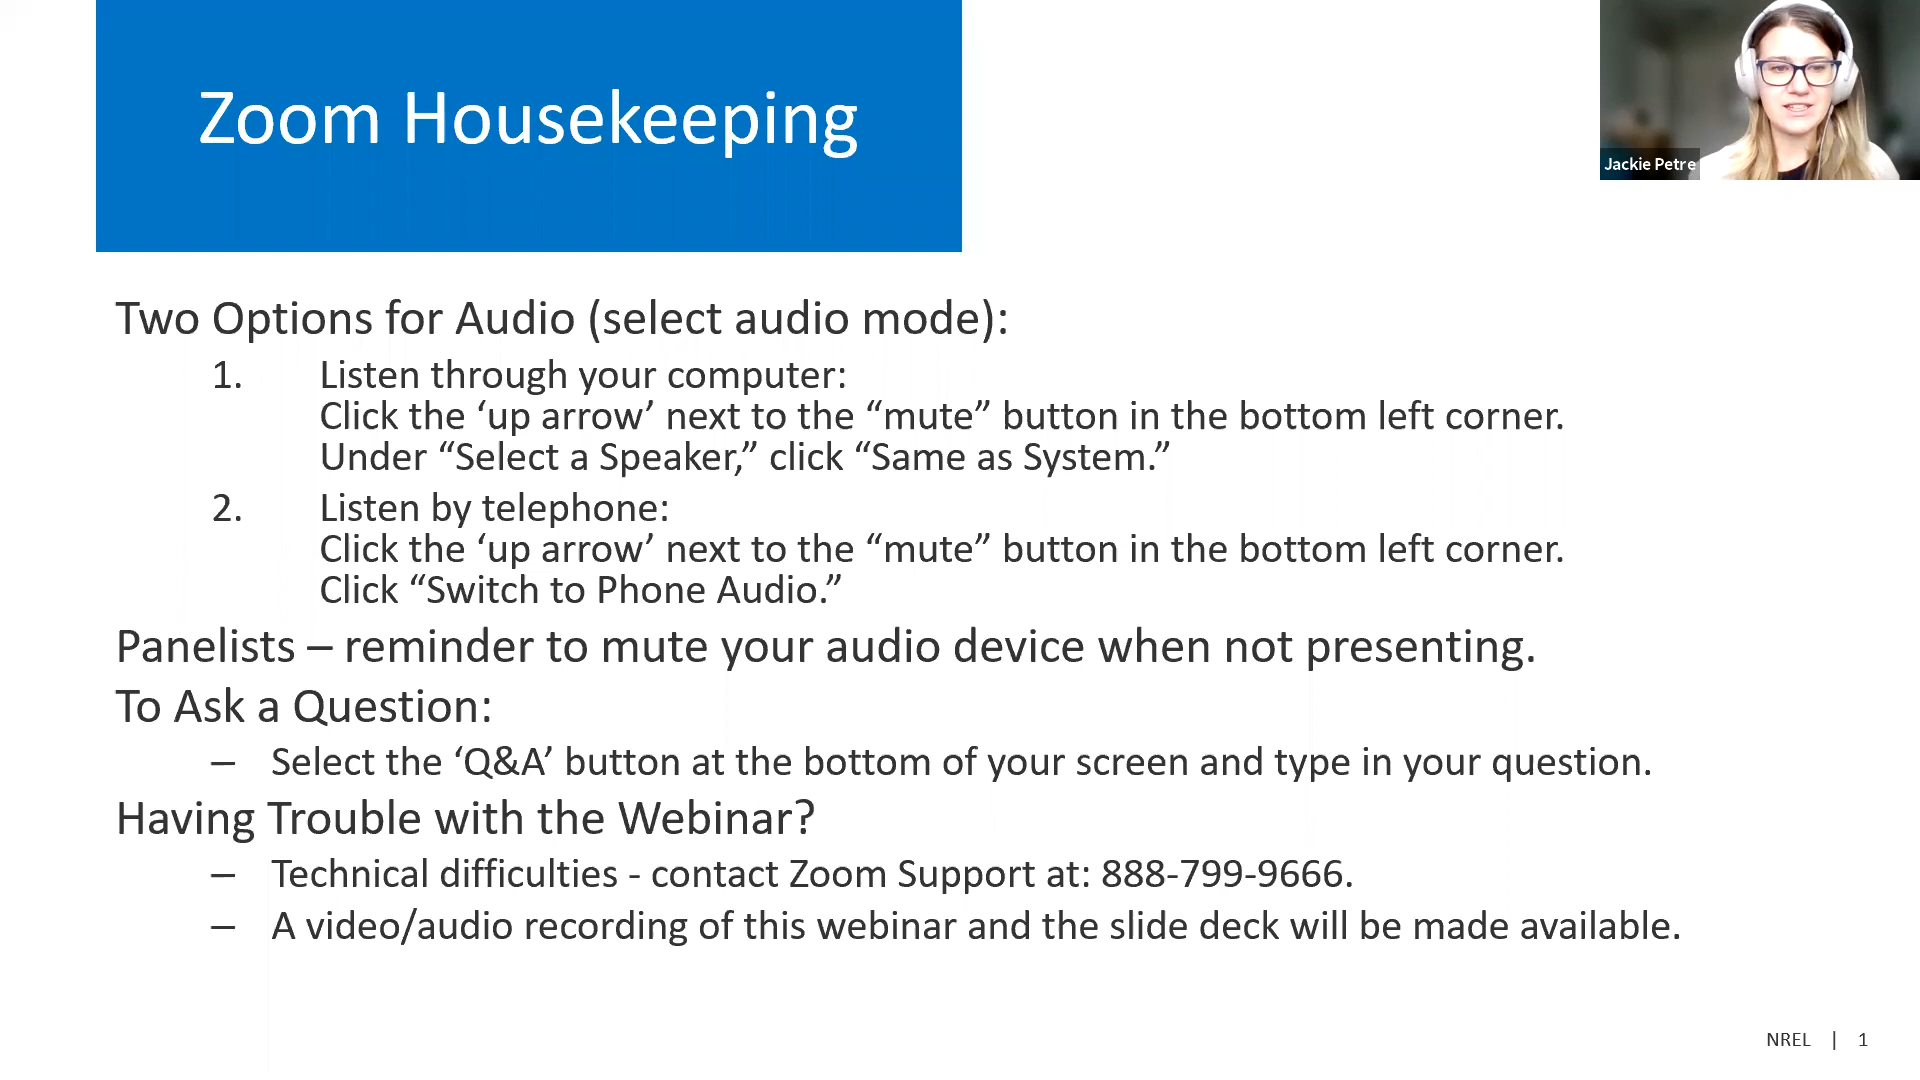 Zoom Housekeeping
Jackie Petre
Two Options for Audio (select audio mode):
1. Listen through your computer:
Click the ‘up arrow’ next to the “mute” button in the bottom left corner.
Under “Select a Speaker,” click “Same as System.”
2. Listen by telephone:
Click the ‘up arrow’ next to the “mute” button in the bottom left corner.
Click “Switch to Phone Audio.”
Panelists – reminder to mute your audio device when not presenting.
To Ask a Question:
– Select the ‘Q&A’ button at the bottom of your screen and type in your question.
Having Trouble with the Webinar?
– Technical difficulties - contact Zoom Support at: 888-799-9666.
– A video/audio recording of this webinar and the slide deck will be made available.
NREL | 1